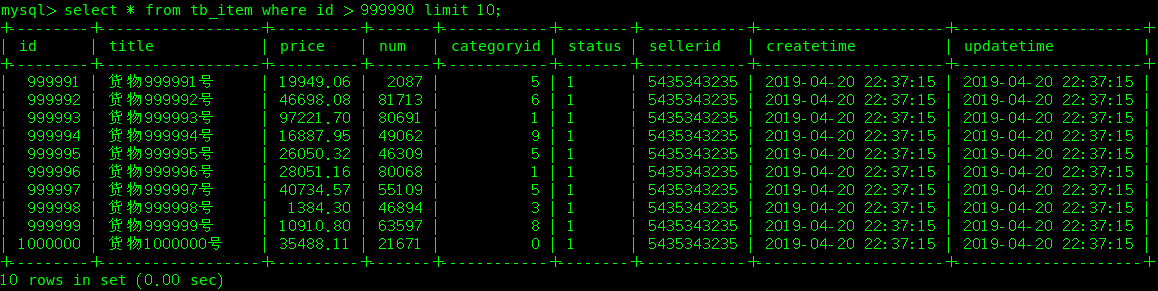 mysql> select * from tb_item where id > 999990 limit 10;
+---------+--------------+----------+-------+------------+--------+------------+---------------------+---------------------+
| id      | title        | price    | num   | categoryid | status | sellerid   | createtime          | updatetime          |
+---------+--------------+----------+-------+------------+--------+------------+---------------------+---------------------+
|  999991 | 货物999991号 | 19949.06 |  2087 |          5 | 1      | 5435343235 | 2019-04-20 22:37:15 | 2019-04-20 22:37:15 |
|  999992 | 货物999992号 | 46698.08 | 81713 |          6 | 1      | 5435343235 | 2019-04-20 22:37:15 | 2019-04-20 22:37:15 |
|  999993 | 货物999993号 | 97221.70 | 80691 |          1 | 1      | 5435343235 | 2019-04-20 22:37:15 | 2019-04-20 22:37:15 |
|  999994 | 货物999994号 | 16887.95 | 49062 |          9 | 1      | 5435343235 | 2019-04-20 22:37:15 | 2019-04-20 22:37:15 |
|  999995 | 货物999995号 | 26050.32 | 46309 |          5 | 1      | 5435343235 | 2019-04-20 22:37:15 | 2019-04-20 22:37:15 |
|  999996 | 货物999996号 | 28051.16 | 80068 |          1 | 1      | 5435343235 | 2019-04-20 22:37:15 | 2019-04-20 22:37:15 |
|  999997 | 货物999997号 | 40734.57 | 55109 |          5 | 1      | 5435343235 | 2019-04-20 22:37:15 | 2019-04-20 22:37:15 |
|  999998 | 货物999998号 |  1384.30 | 46894 |          3 | 1      | 5435343235 | 2019-04-20 22:37:15 | 2019-04-20 22:37:15 |
|  999999 | 货物999999号 | 10910.80 | 63597 |          8 | 1      | 5435343235 | 2019-04-20 22:37:15 | 2019-04-20 22:37:15 |
| 1000000 | 货物1000000号 | 35488.11 | 21671 |          0 | 1      | 5435343235 | 2019-04-20 22:37:15 | 2019-04-20 22:37:15 |
+---------+--------------+----------+-------+------------+--------+------------+---------------------+---------------------+
10 rows in set (0.00 sec)